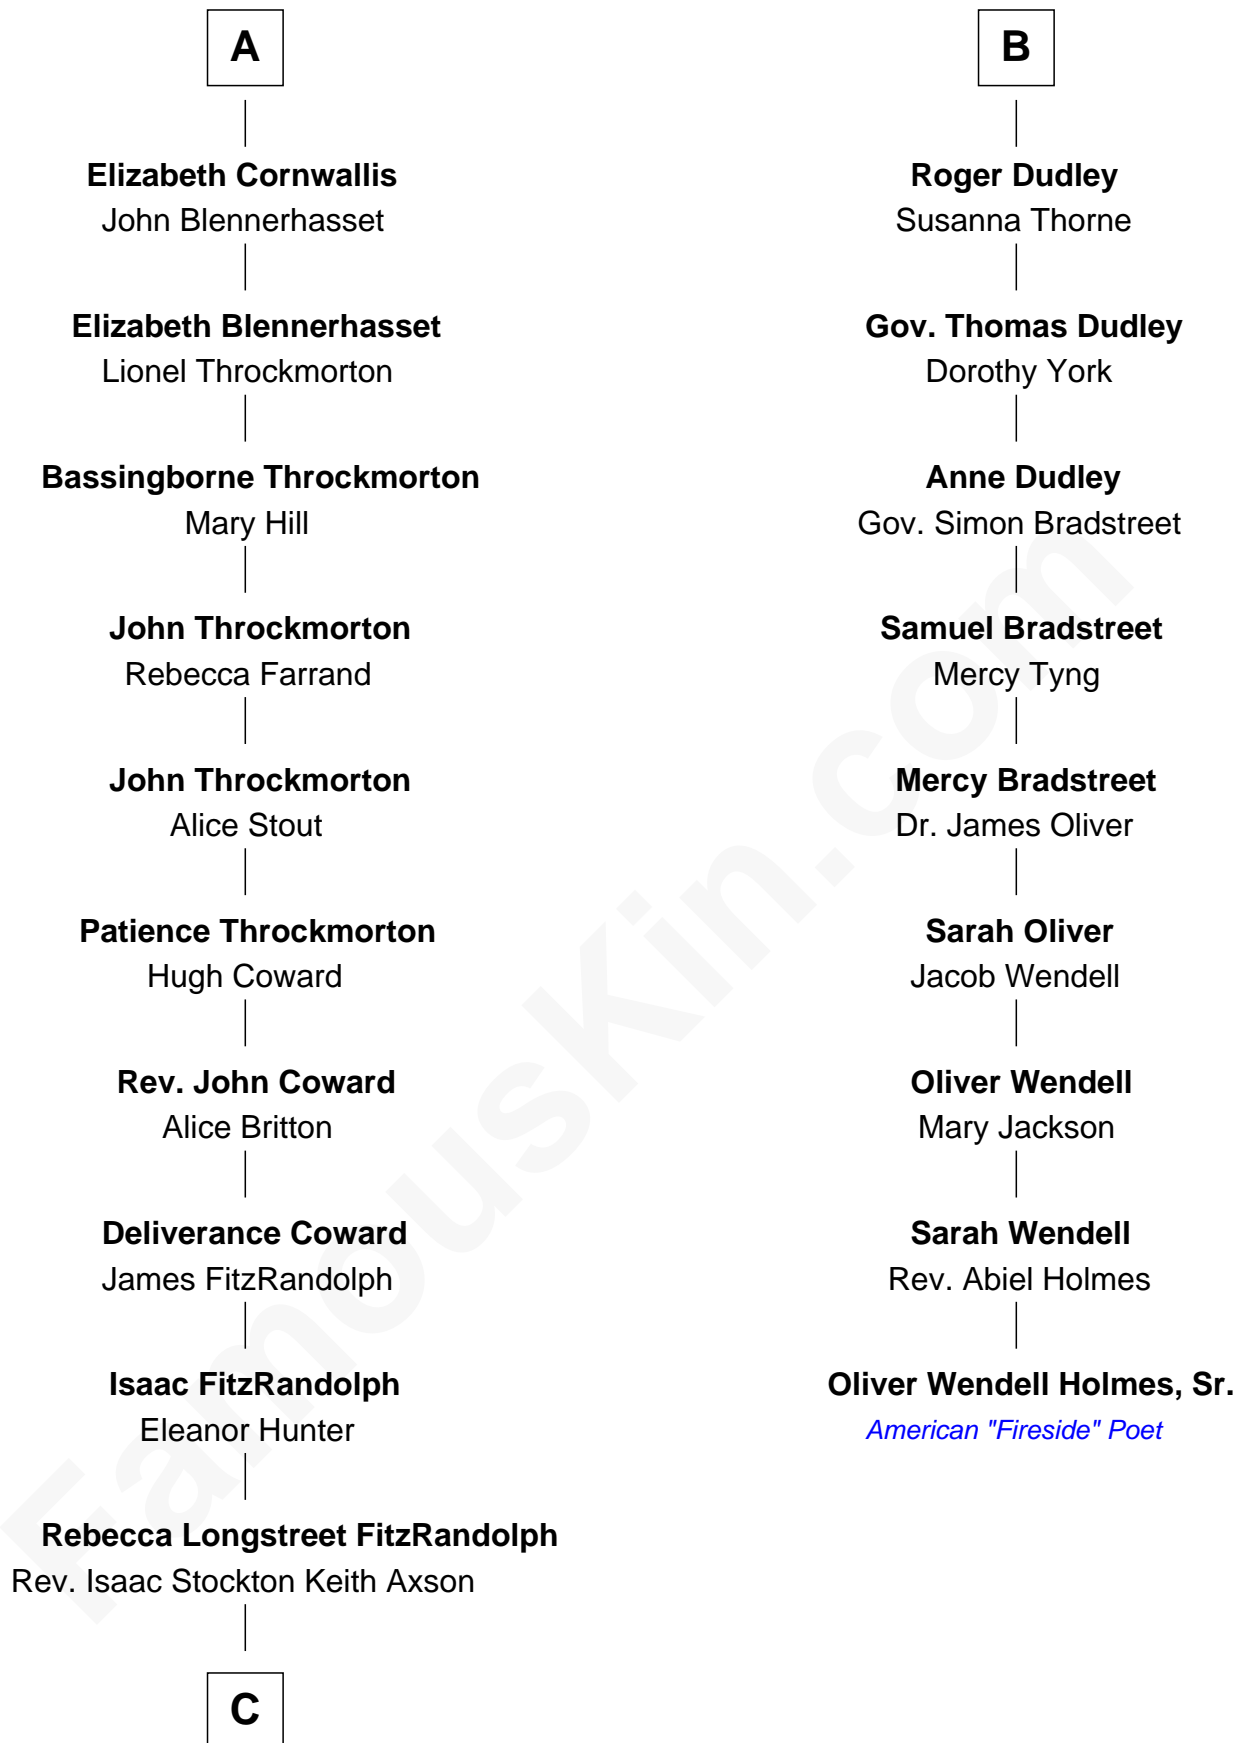 A
Elizabeth Cornwallis
John Blennerhasset
Elizabeth Blennerhasset
Lionel Throckmorton
Bassingborne Throckmorton
Mary Hill
John Throckmorton
Rebecca Farrand
John Throckmorton
Alice Stout
Patience Throckmorton
Hugh Coward
Rev. John Coward
Alice Britton
Deliverance Coward
James FitzRandolph
Isaac FitzRandolph
Eleanor Hunter
Rebecca Longstreet FitzRandolph
Rev. Isaac Stockton Keith Axson
C
B
Roger Dudley
Susanna Thorne
Gov. Thomas Dudley
Dorothy York
Anne Dudley
Gov. Simon Bradstreet
Samuel Bradstreet
Mercy Tyng
Mercy Bradstreet
Dr. James Oliver
Sarah Oliver
Jacob Wendell
Oliver Wendell
Mary Jackson
Sarah Wendell
Rev. Abiel Holmes
Oliver Wendell Holmes, Sr.
American "Fireside" Poet
FamousKin.com